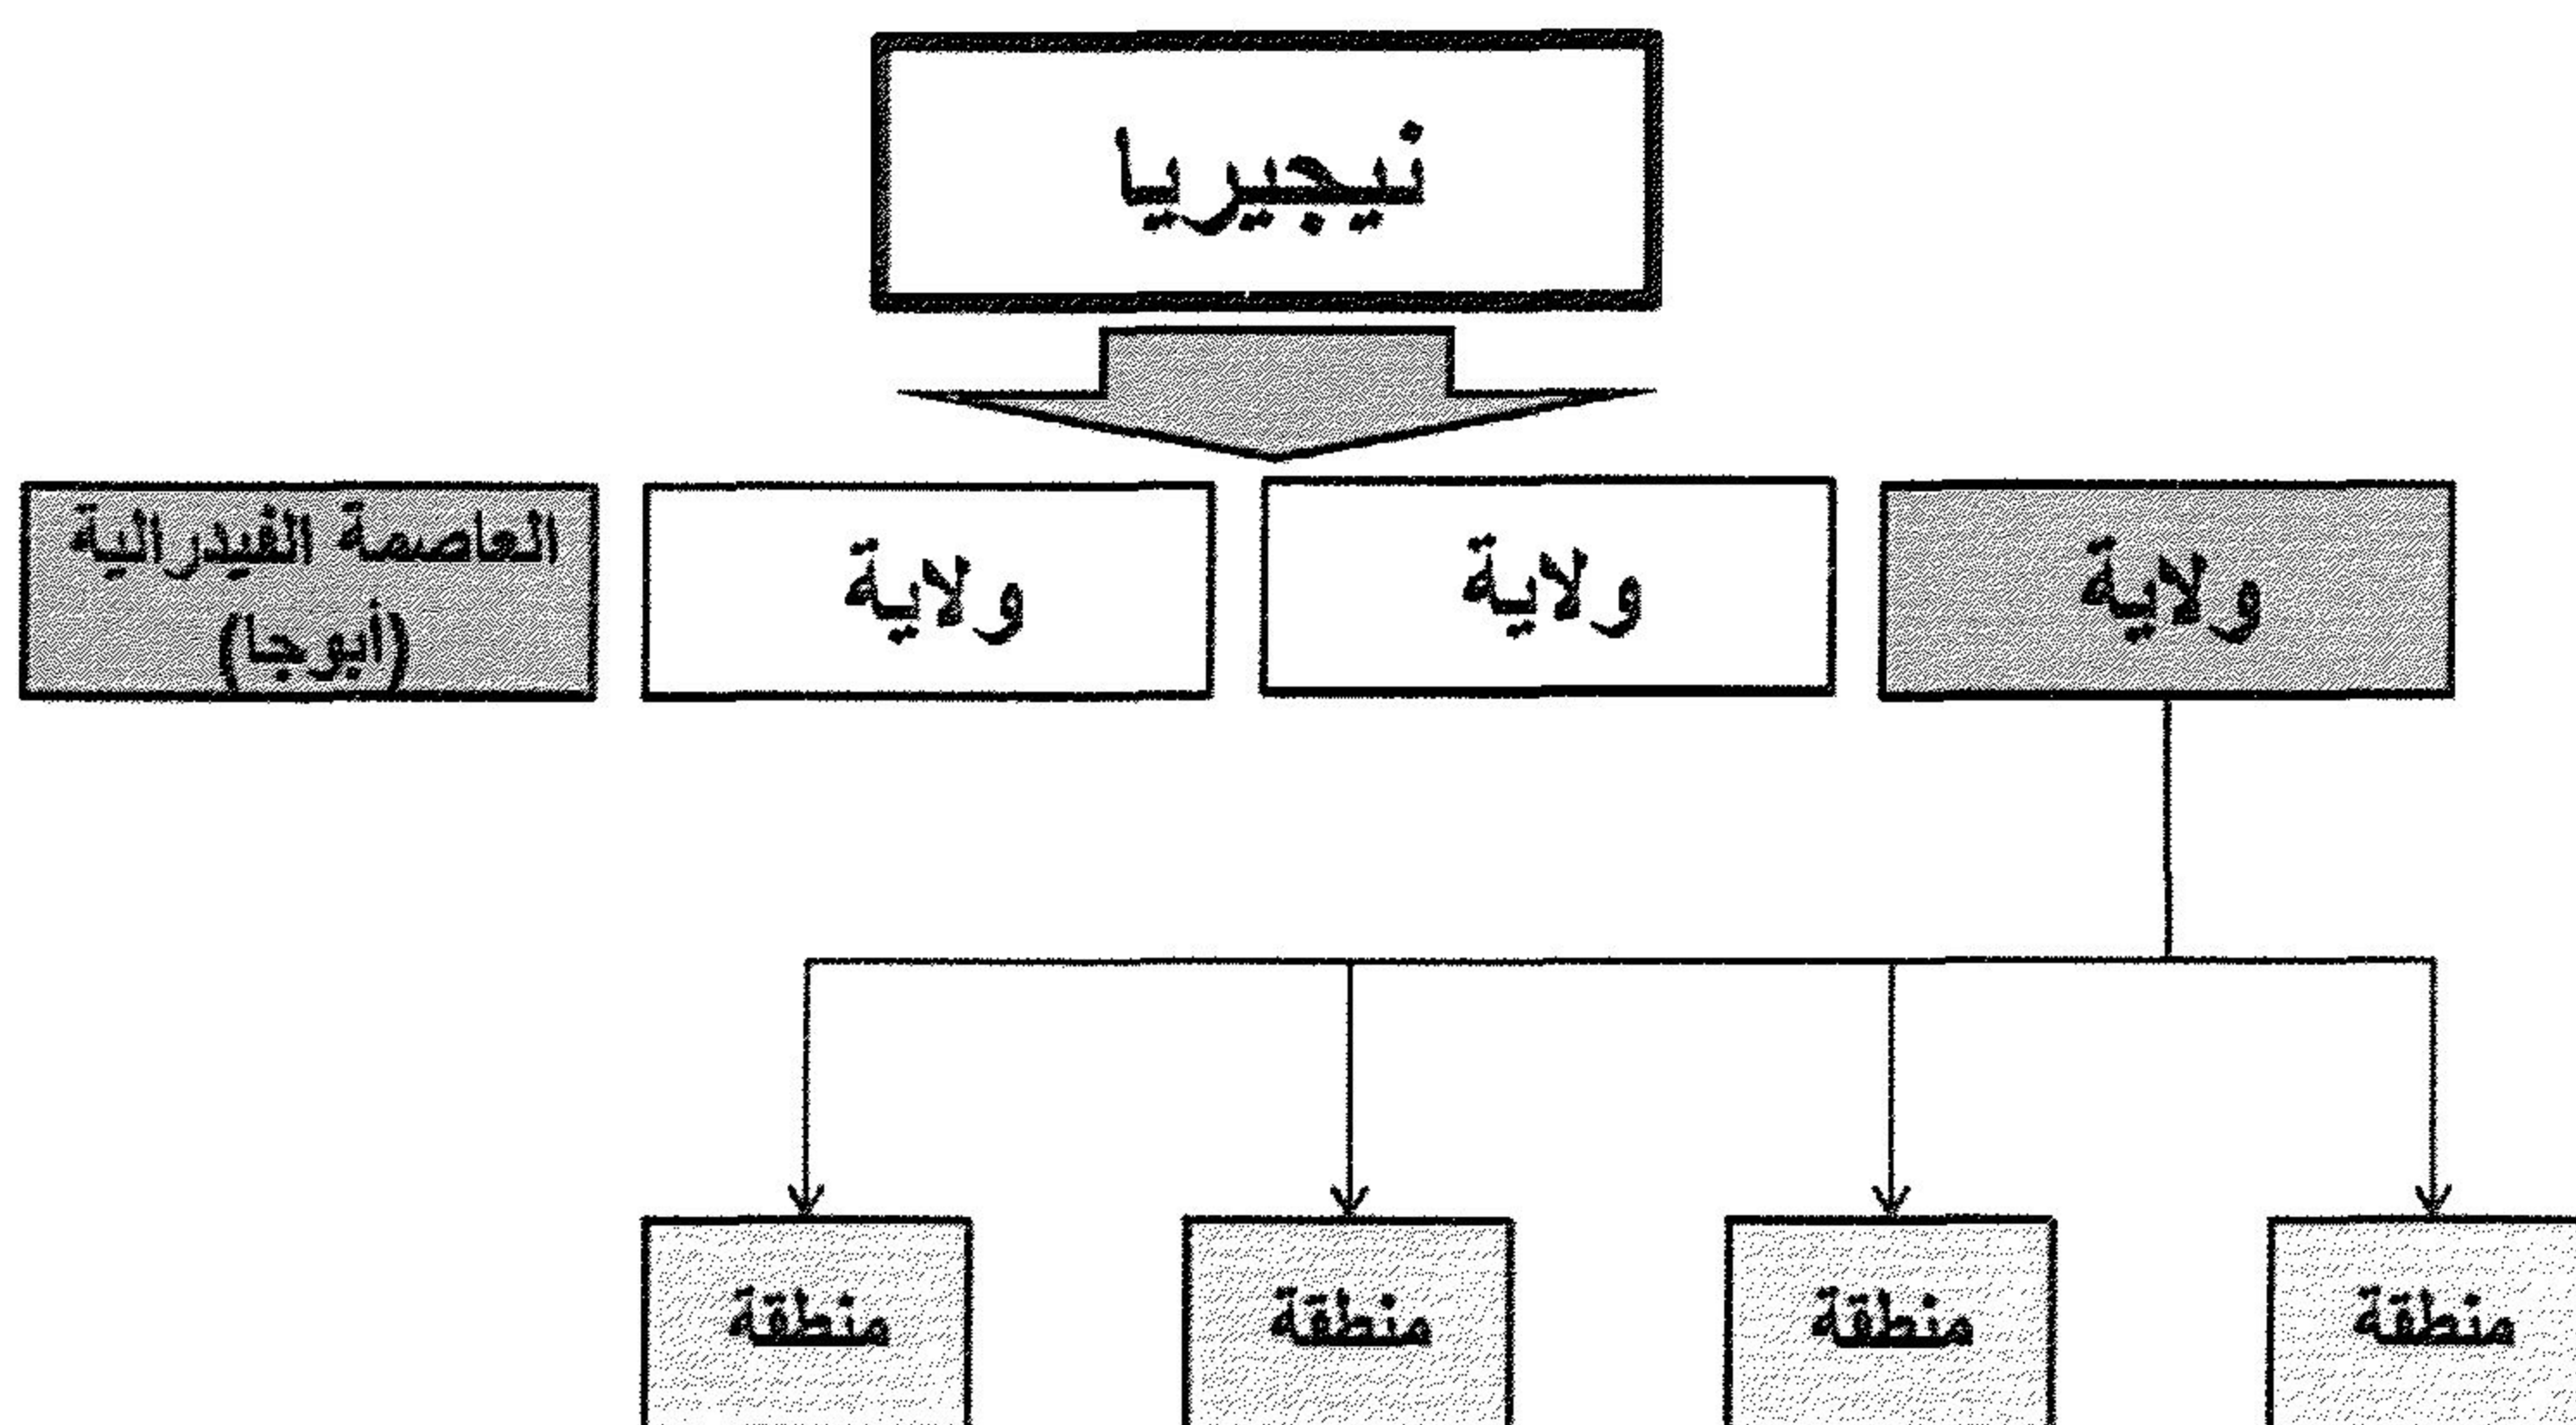 نيجيريا
ولاية
ولاية
ولاية
العاصمة الفيدرالية
(أبوجا)
منطقة
منطقة
منطقة
منطقة